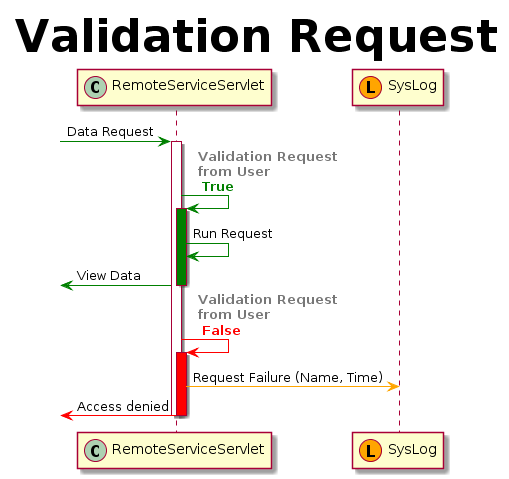 Validation Request
C RemoteServiceServlet
L SysLog
Data Request
Validation Request
from User
True
Run Request
View Data
Validation Request
from User
False
Request Failure (Name, Time)
Access denied
C RemoteServiceServlet
L SysLog